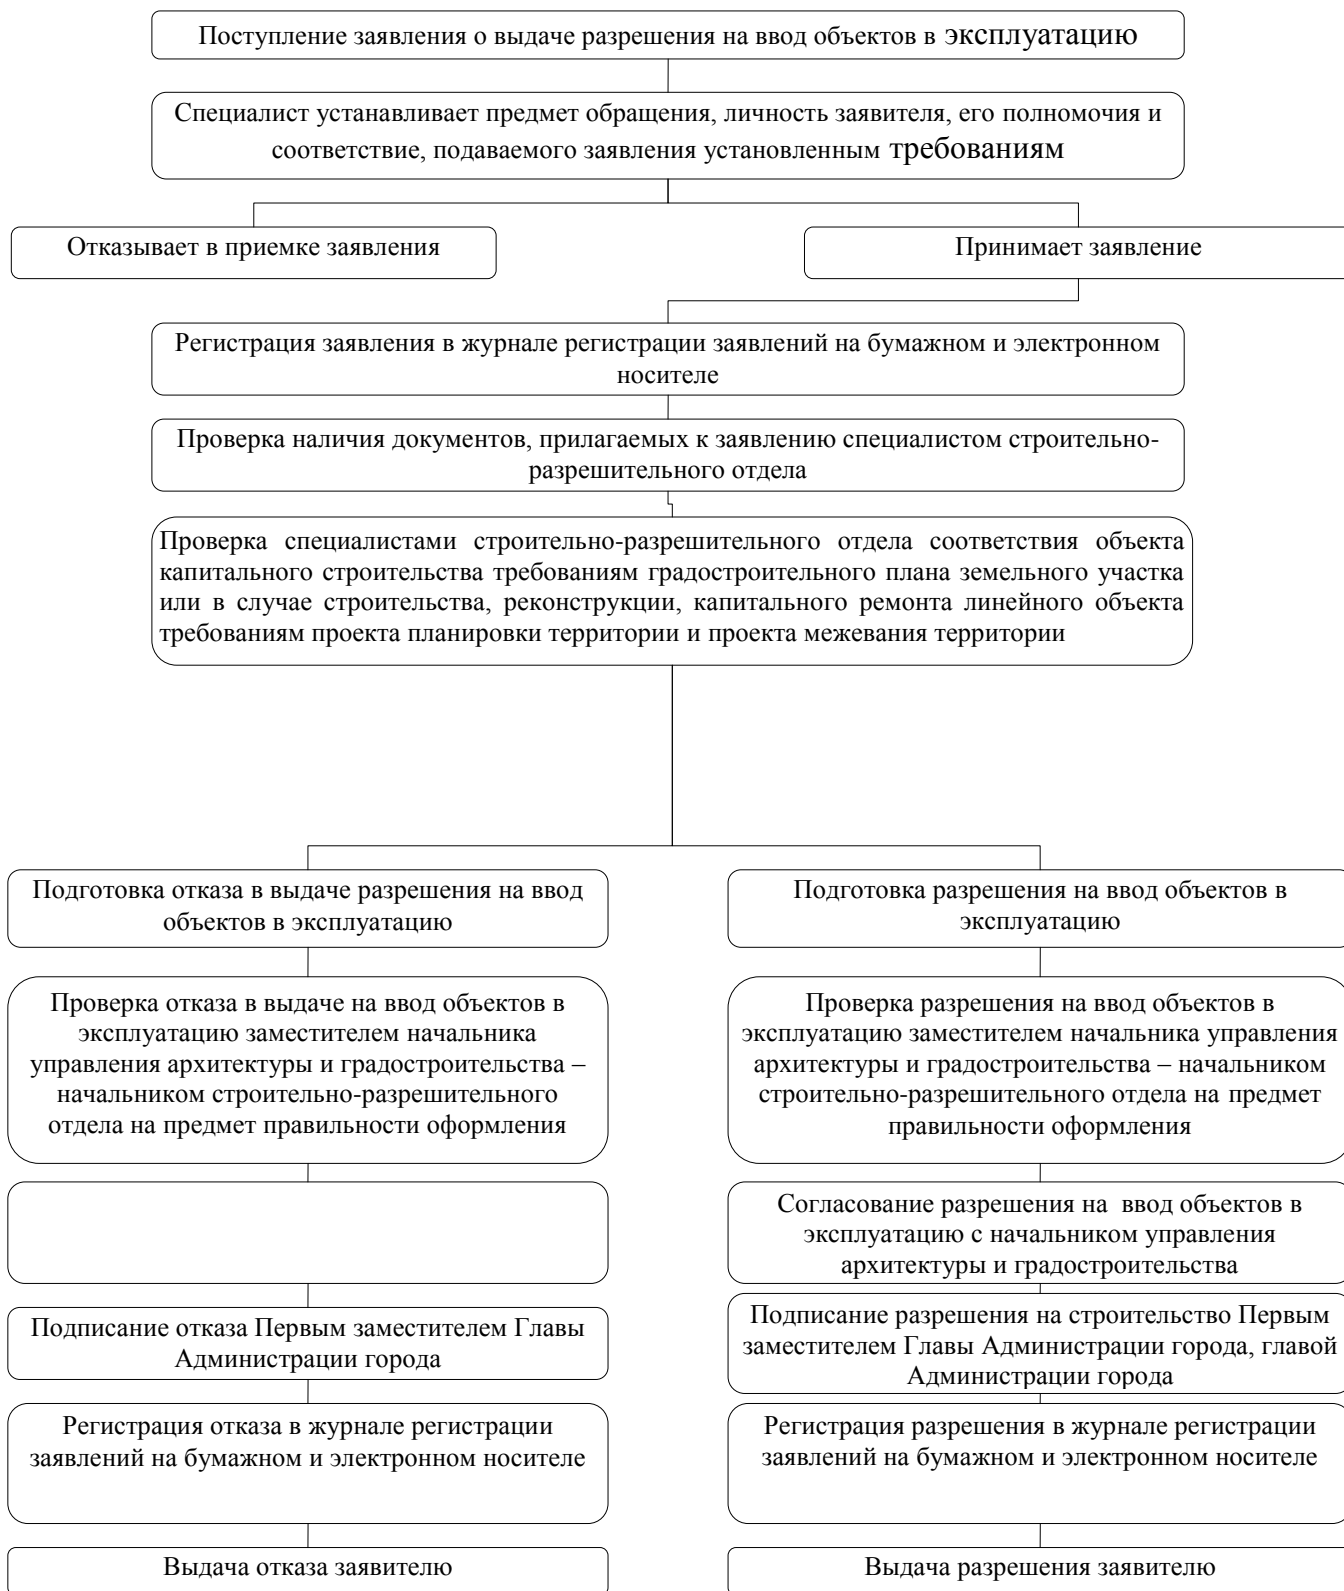 Поступление заявления о выдаче разрешения на ввод объектов в эксплуатацию
Специалист устанавливает предмет обращения, личность заявителя, его полномочия и
соответствие, подаваемого заявления установленным требованиям
Отказывает в приемке заявления
Принимает заявление
Регистрация заявления в журнале регистрации заявлений на бумажном и электронном
носителе
Проверка наличия документов, прилагаемых к заявлению специалистом строительно-
разрешительного отдела
Проверка специалистами строительно-разрешительного отдела соответствия объекта
капитального строительства требованиям градостроительного плана земельного участка
или в случае строительства, реконструкции, капитального ремонта линейного объекта
требованиям проекта планировки территории и проекта межевания территории
Подготовка отказа в выдаче разрешения на ввод
объектов в эксплуатацию
Подготовка разрешения на ввод объектов в
эксплуатацию
Проверка отказа в выдаче на ввод объектов в
эксплуатацию заместителем начальника
управления архитектуры и градостроительства –
начальником строительно-разрешительного
отдела на предмет правильности оформления
Проверка разрешения на ввод объектов в
эксплуатацию заместителем начальника управления
архитектуры и градостроительства – начальником
строительно-разрешительного отдела на предмет
правильности оформления
Согласование разрешения на ввод объектов в
эксплуатацию с начальником управления
архитектуры и градостроительства
Подписание отказа Первым заместителем Главы
Администрации города
Подписание разрешения на строительство Первым
заместителем Главы Администрации города, главой
Администрации города
Регистрация отказа в журнале регистрации
заявлений на бумажном и электронном носителе
Регистрация разрешения в журнале регистрации
заявлений на бумажном и электронном носителе
Выдача отказа заявителю
Выдача разрешения заявителю